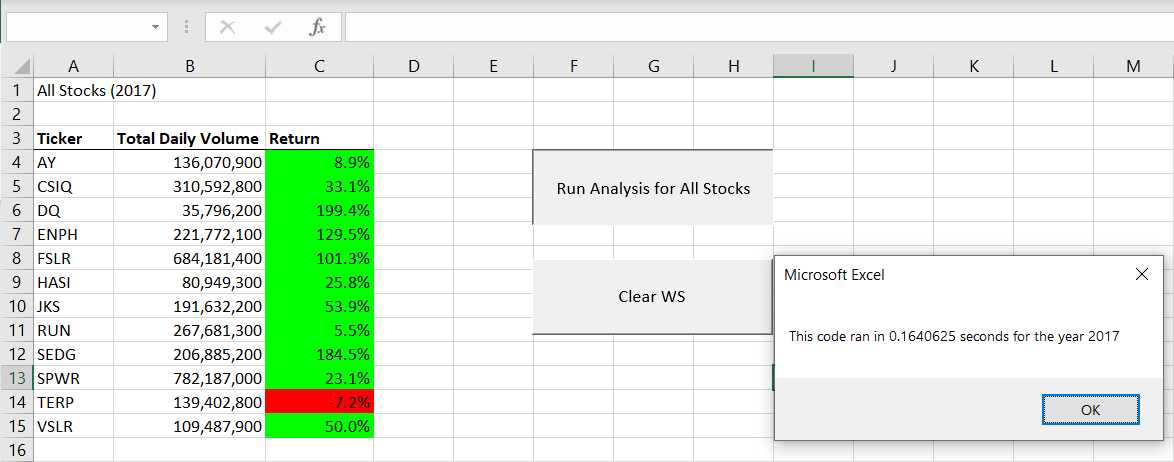 fx
A B C D E F G H I J K L M
1 All Stocks (2017)
2
3 Ticker Total Daily Volume Return
4 AY 136,070,900 8.9%
5 CSIQ 310,592,800 33.1%
6 DQ 35,796,200 199.4%
7 ENPH 221,772,100 129.5%
8 FSLR 684,181,400 101.3%
9 HASI 80,949,300 25.8%
10 JKS 191,632,200 53.9%
11 RUN 267,681,300 5.5%
12 SEDG 206,885,200 184.5%
13 SPWR 782,187,000 23.1%
14 TERP 139,402,800 -7.2%
15 VSLR 109,487,900 50.0%
16
Run Analysis for All Stocks
Clear WS
Microsoft Excel
This code ran in 0.1640625 seconds for the year 2017
OK